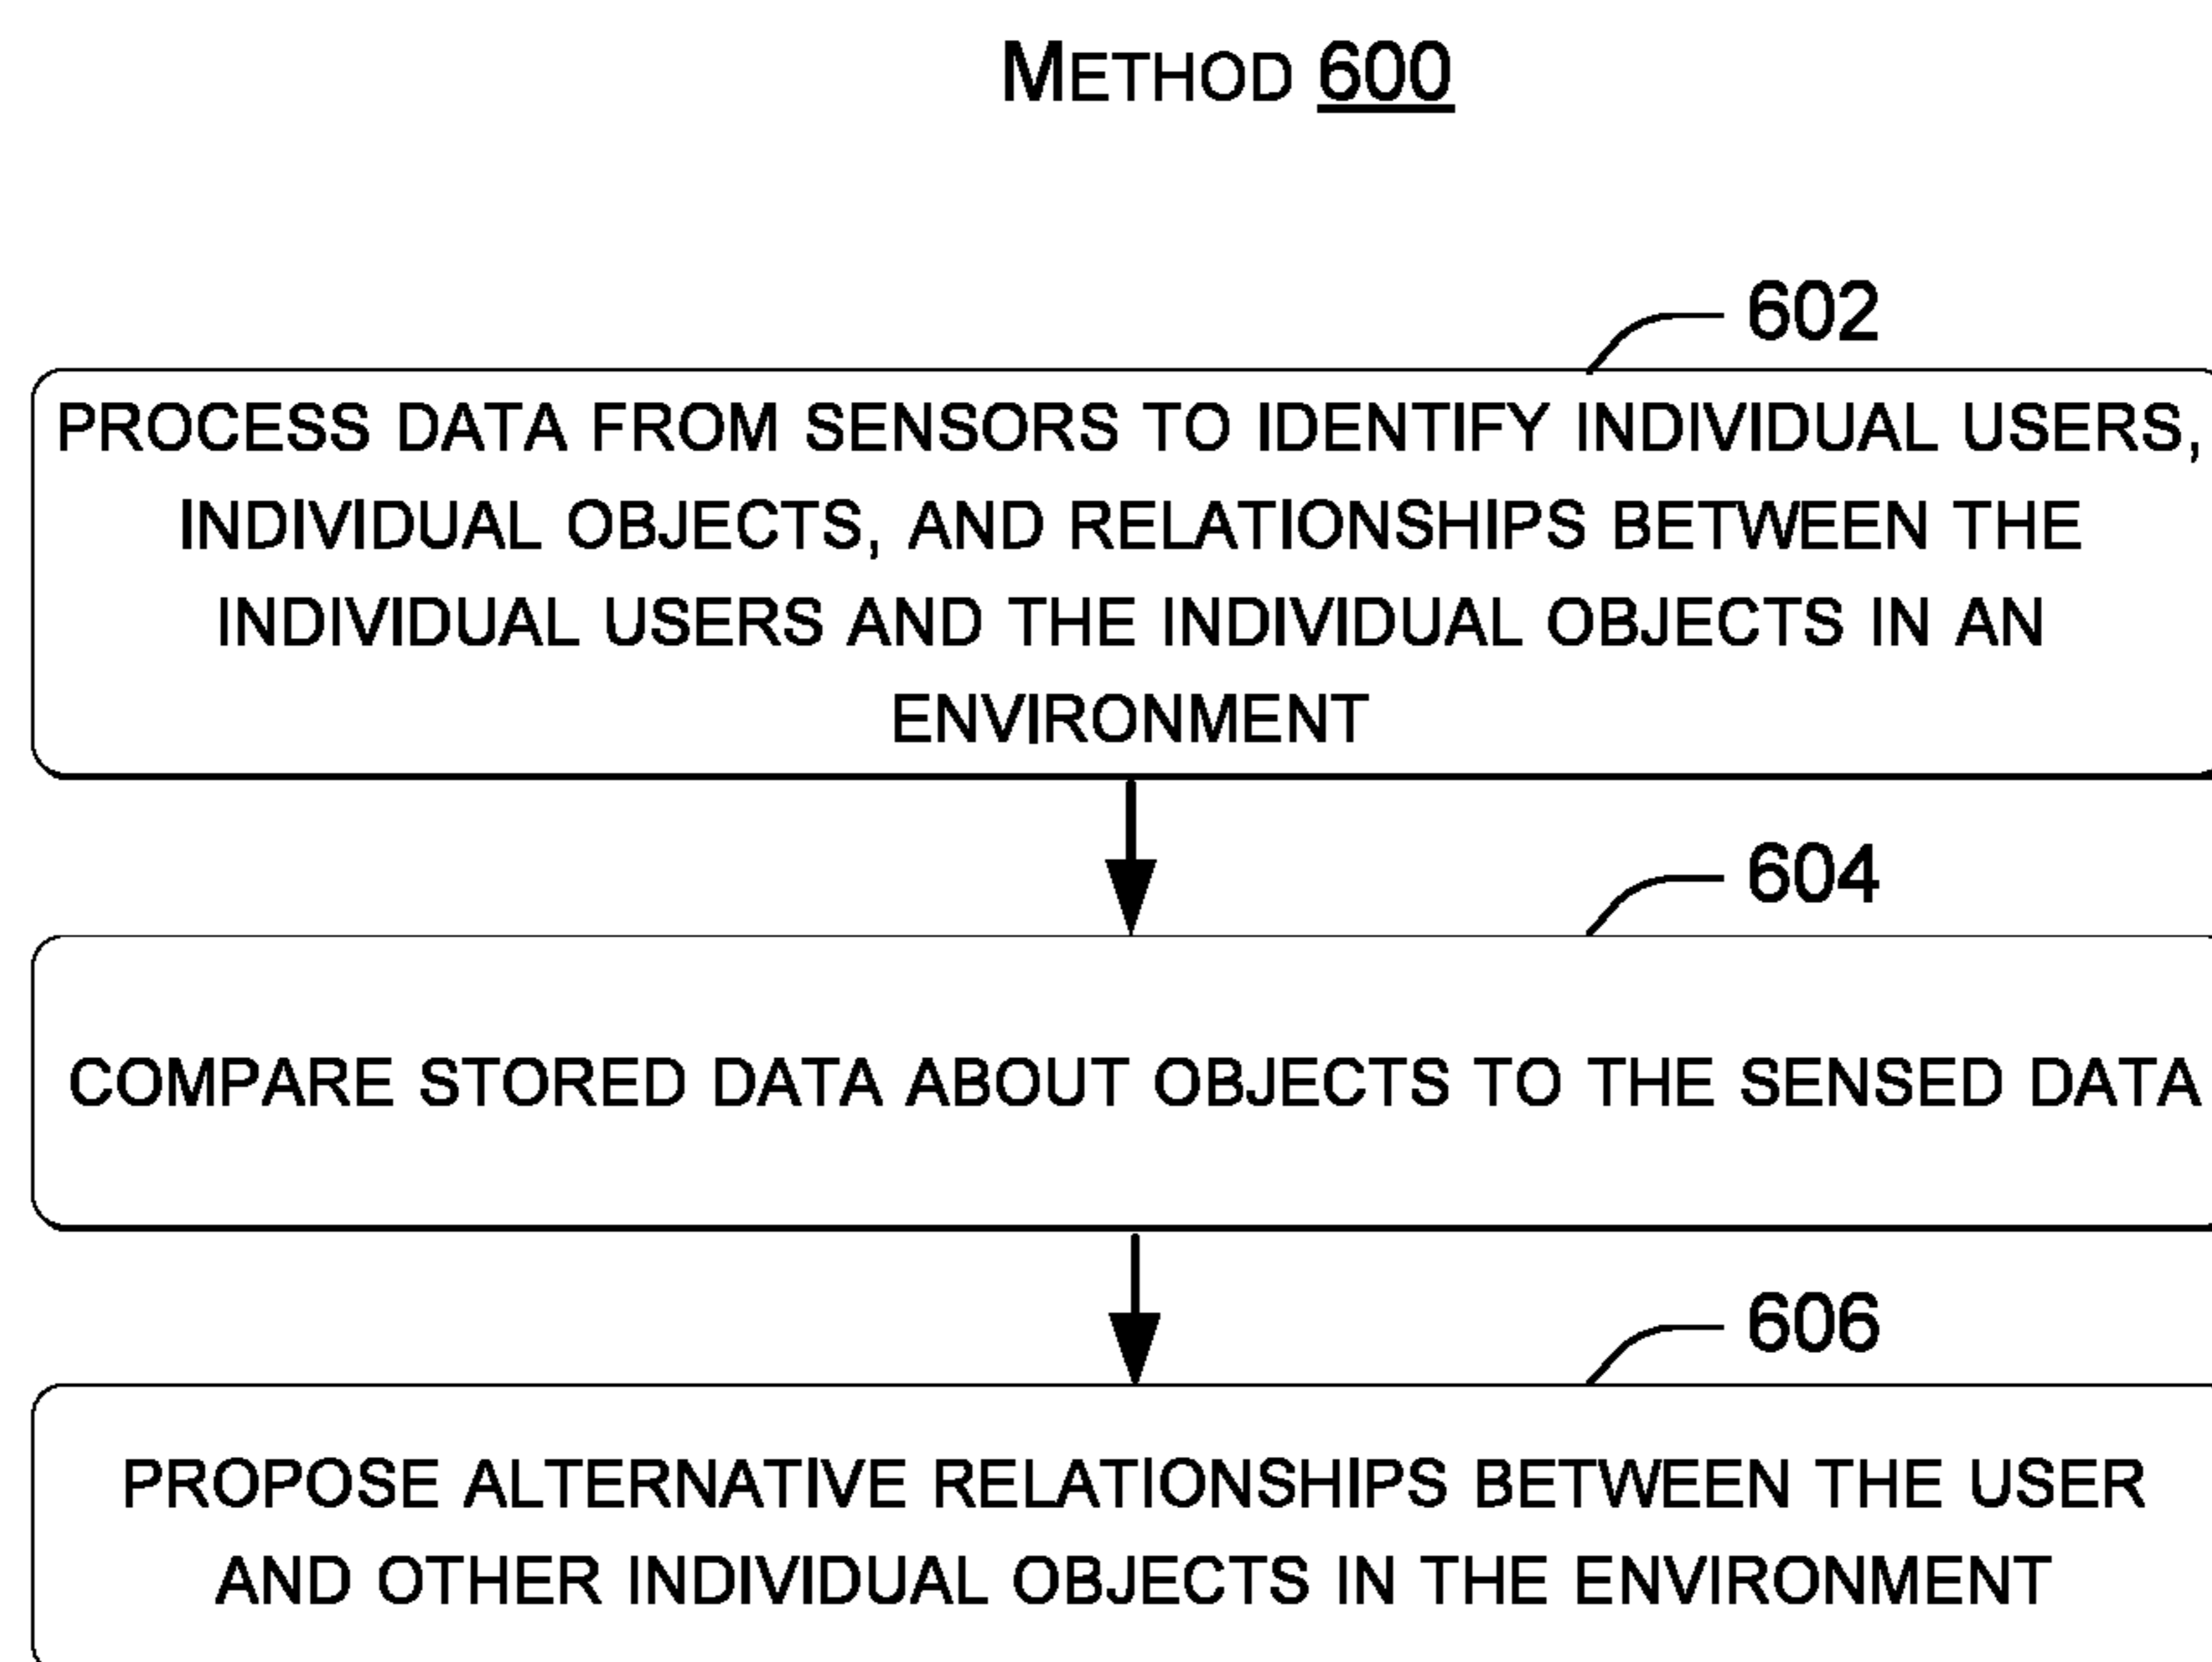 METHOD 600
602
PROCESS DATA FROM SENSORS TO IDENTIFY INDIVIDUAL USERS,
INDIVIDUAL OBJECTS, AND RELATIONSHIPS BETWEEN THE
INDIVIDUAL USERS AND THE INDIVIDUAL OBJECTS IN AN
ENVIRONMENT
604
COMPARE STORED DATA ABOUT OBJECTS TO THE SENSED DATA
606
PROPOSE ALTERNATIVE RELATIONSHIPS BETWEEN THE USER
AND OTHER INDIVIDUAL OBJECTS IN THE ENVIRONMENT